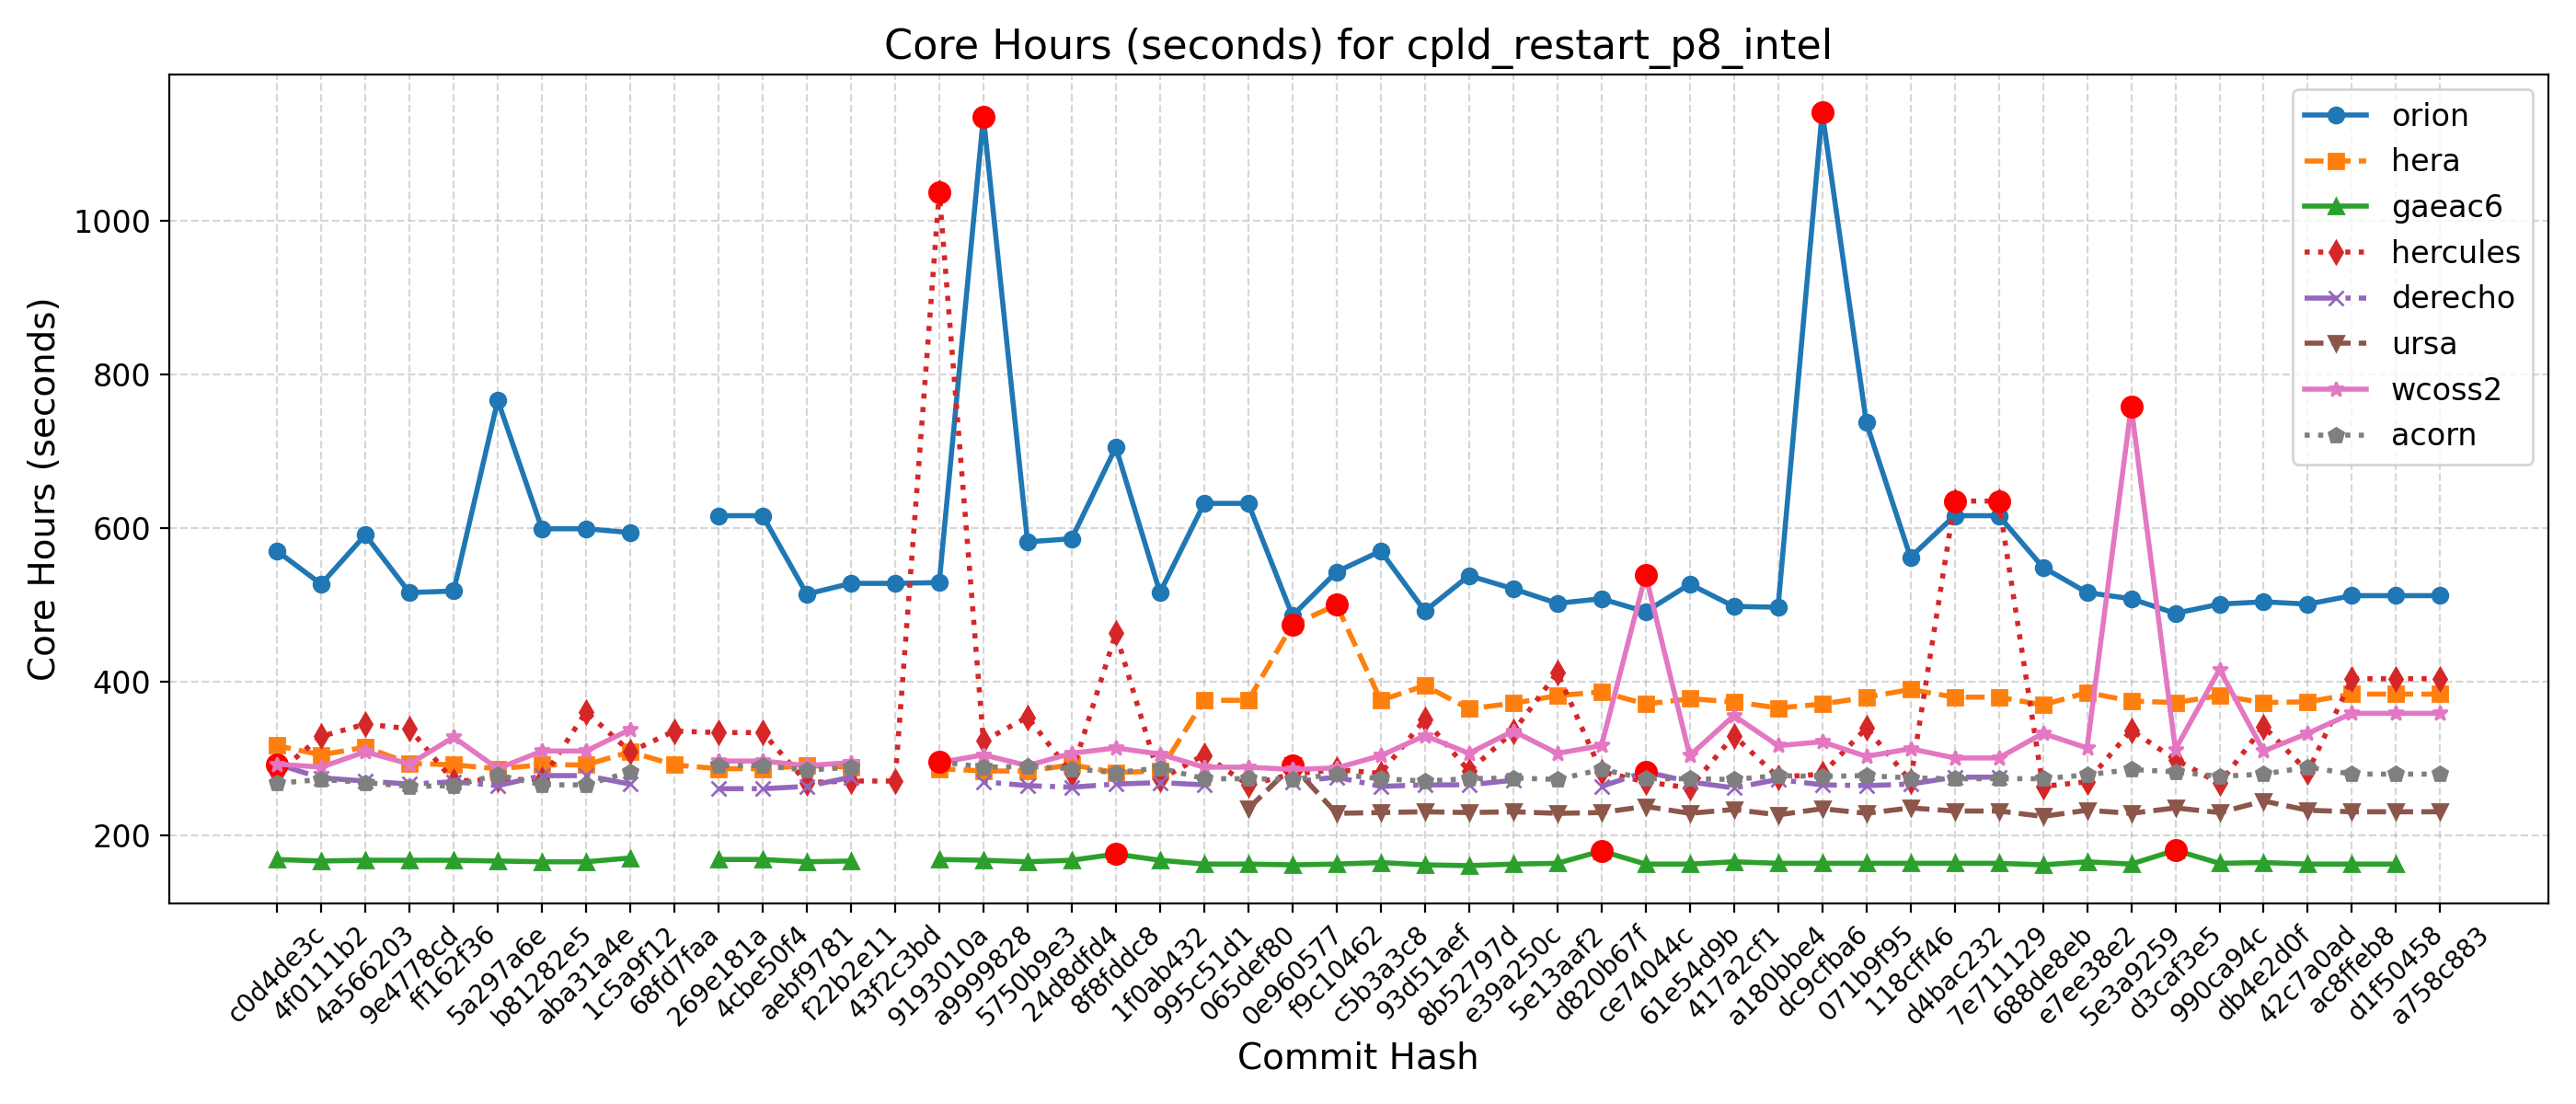 Core Hours (seconds) for cpld_restart_p8_intel
Core Hours (seconds)
1000
800
600
400
200
orion
hera
gaeac6
hercules
derecho
ursa
wcoss2
acorn
c0d4de3c
4f0111b2
4a566203
9e4778cd
ff162f36
5a297a6e
b81282e5
aba31a4e
1c5a9f12
68fd7faa
269e181a
4cbe50f4
aebf9781
f22b2e11
43f2c3bd
9193010a
a9999828
5750b9e3
24d8dfd4
8f8fddc8
1f0ab432
995c51d1
065def80
0e960577
f9c10462
c5b3a3c8
93d51aef
8b52797d
e39a250c
5e13aaf2
d820b67f
ce74044c
61e54d9b
417a2cf1
a180bbe4
dc9cfba6
071b9f95
118cff46
d4bac232
7e711129
688de8eb
e7ee38e2
5e3a9259
d3caf3e5
990ca94c
db4e2d0f
42c7a0ad
ac8ffeb8
d1f50458
a758c883
Commit Hash